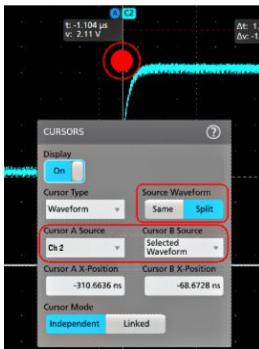 A C2
t: -1.104 µs
v: 2.11 V
Δt: 1.
Δv: -1
CURSORS ?
Display
On
Cursor Type Source Waveform
Waveform Same Split
Cursor A Source Cursor B Source
Ch 2 Selected Waveform
Cursor A X-Position Cursor B X-Position
-310.6636 ns -68.6728 ns
Cursor Mode
Independent Linked